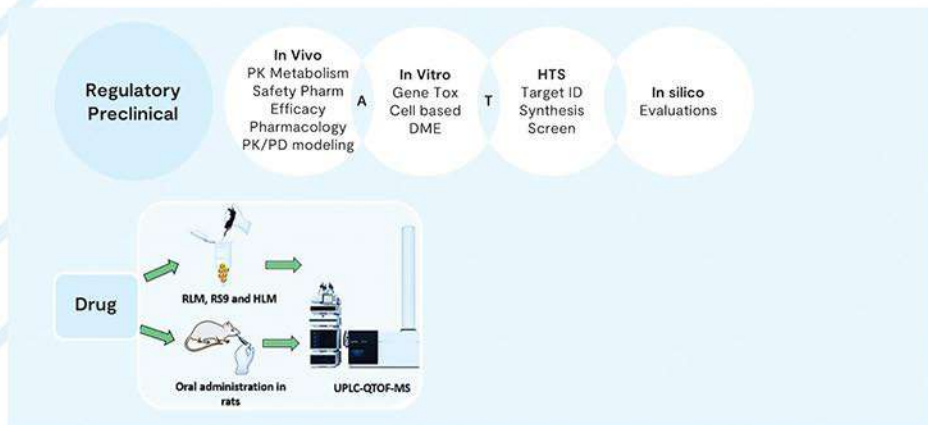 Regulatory
Preclinical
In Vivo
PK Metabolism
Safety Pharm
Efficacy
Pharmacology
PK/PD modeling
A
In Vitro
Gene Tox
Cell based
DME
T
HTS
Target ID
Synthesis
Screen
In silico
Evaluations
Drug
RLM, RS9 and HLM
Oral administration in
rats
UPLC-QTOF-MS